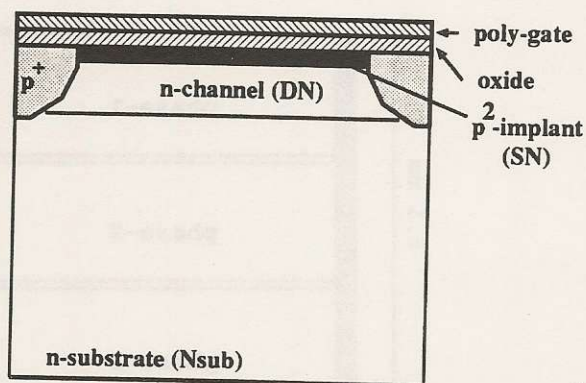 poly-gate
oxide
p+
n-channel (DN)
p2-implant
(SN)
n-substrate (Nsub)